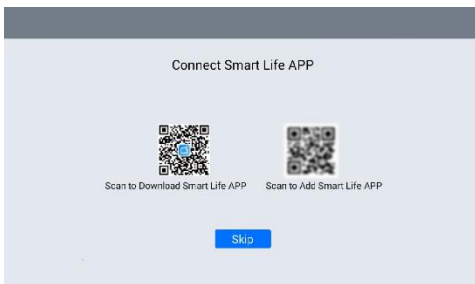 Connect Smart Life APP
Scan to Download Smart Life APP
Scan to Add Smart Life APP
Skip